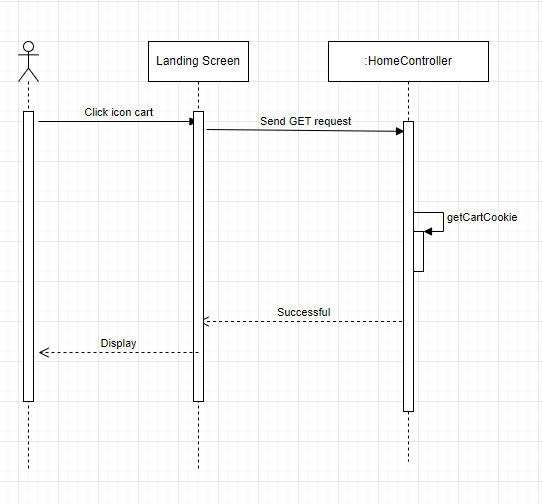 Landing Screen
:HomeController
Click icon cart
Send GET request
getCartCookie
Successful
Display